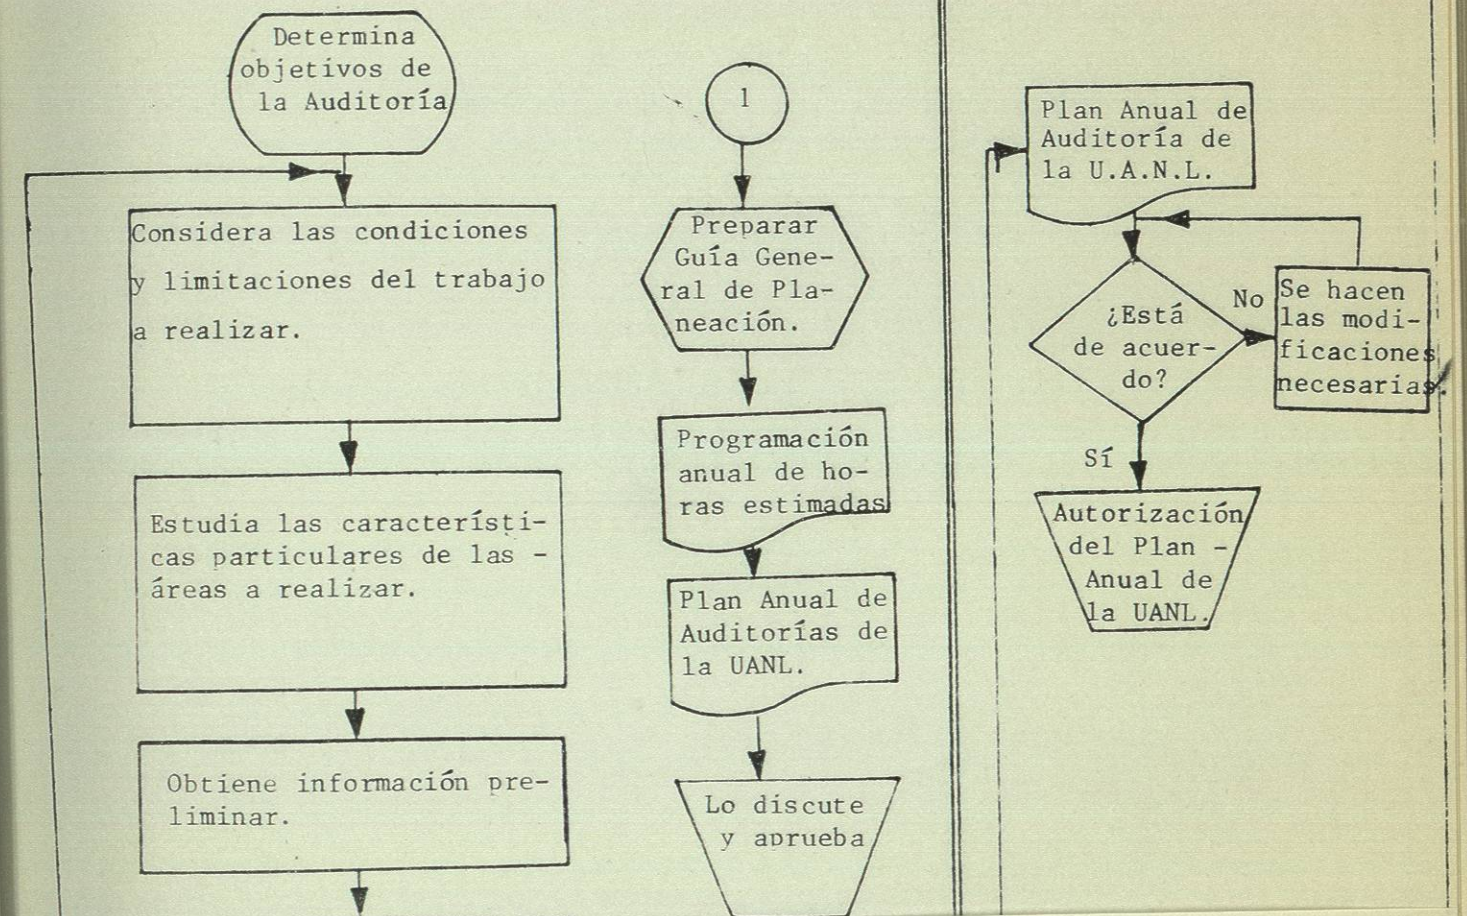 Determina
objetivos de
la Auditoría
Considera las condiciones
y limitaciones del trabajo
a realizar.
Estudia las característi-
cas particulares de las -
áreas a realizar.
Obtiene información pre-
liminar.
1
Preparar
Guía Gene-
ral de Pla-
neación.
Programación
anual de ho-
ras estimadas
Plan Anual de
Auditorías de
la UANL.
Lo discute
y aprueba
Plan Anual de
Auditoría de
la U.A.N.L.
¿Está
de acuer-
do?
No
Se hacen
las modi-
ficaciones
necesarias.
Sí
Autorización
del Plan -
Anual de
la UANL.